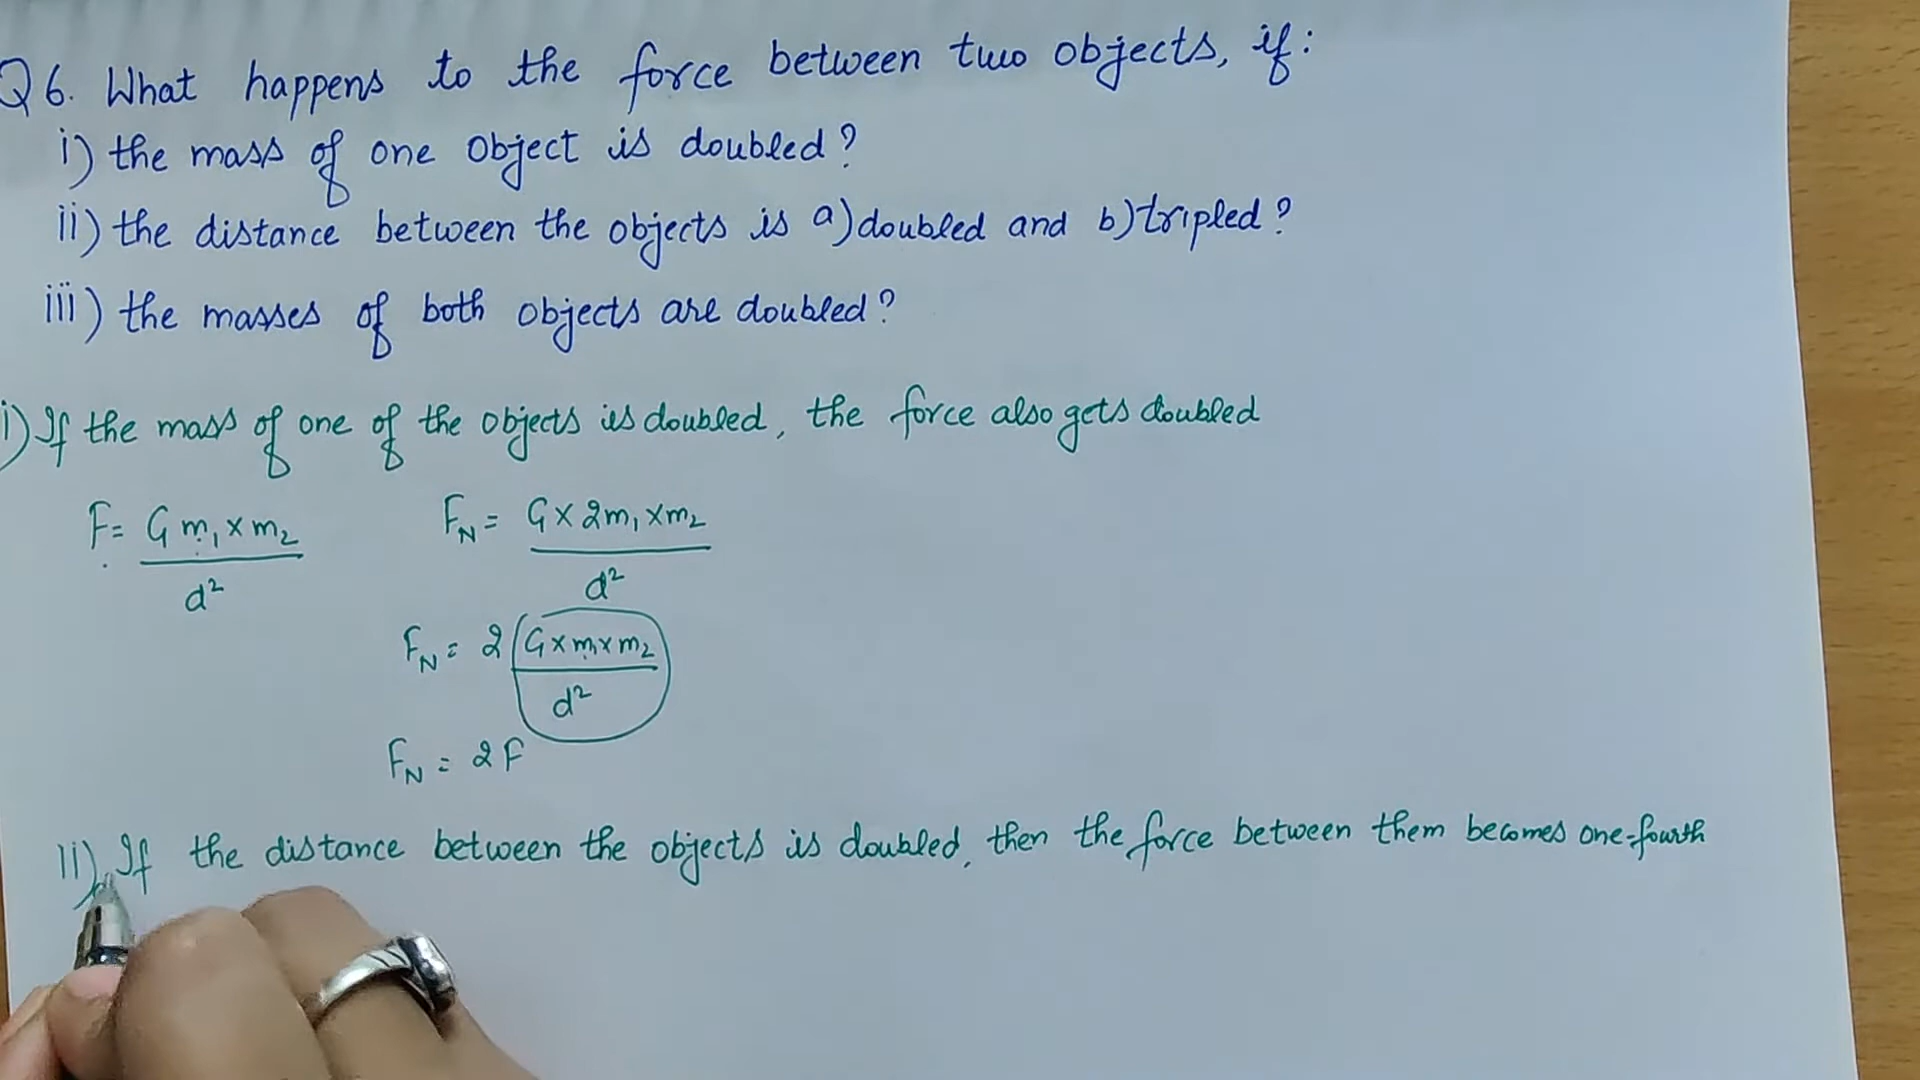 Q6. What happens to the force between two objects, if:
i) the mass of one object is doubled?
ii) the distance between the objects is a) doubled and b) tripled?
iii) the masses of both objects are doubled?
i) If the mass of one of the objects is doubled, the force also gets doubled
F = G m₁ x m₂ / d²
F_N = G x 2m₁ x m₂ / d²
F_N = 2 (G x m₁ x m₂ / d²)
F_N = 2F
ii) If the distance between the objects is doubled, then the force between them becomes one-fourth